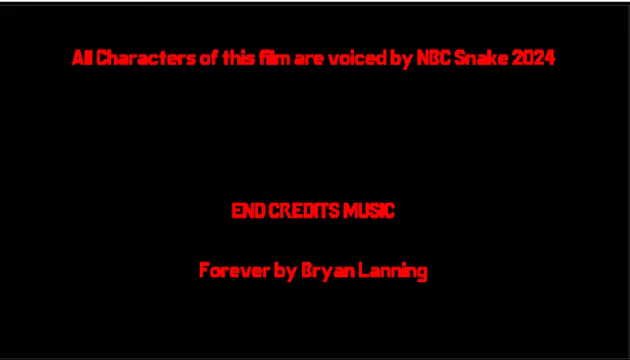 All Characters of this film are voiced by NBC Snake 2024
END CREDITS MUSIC
Forever by Bryan Lanning